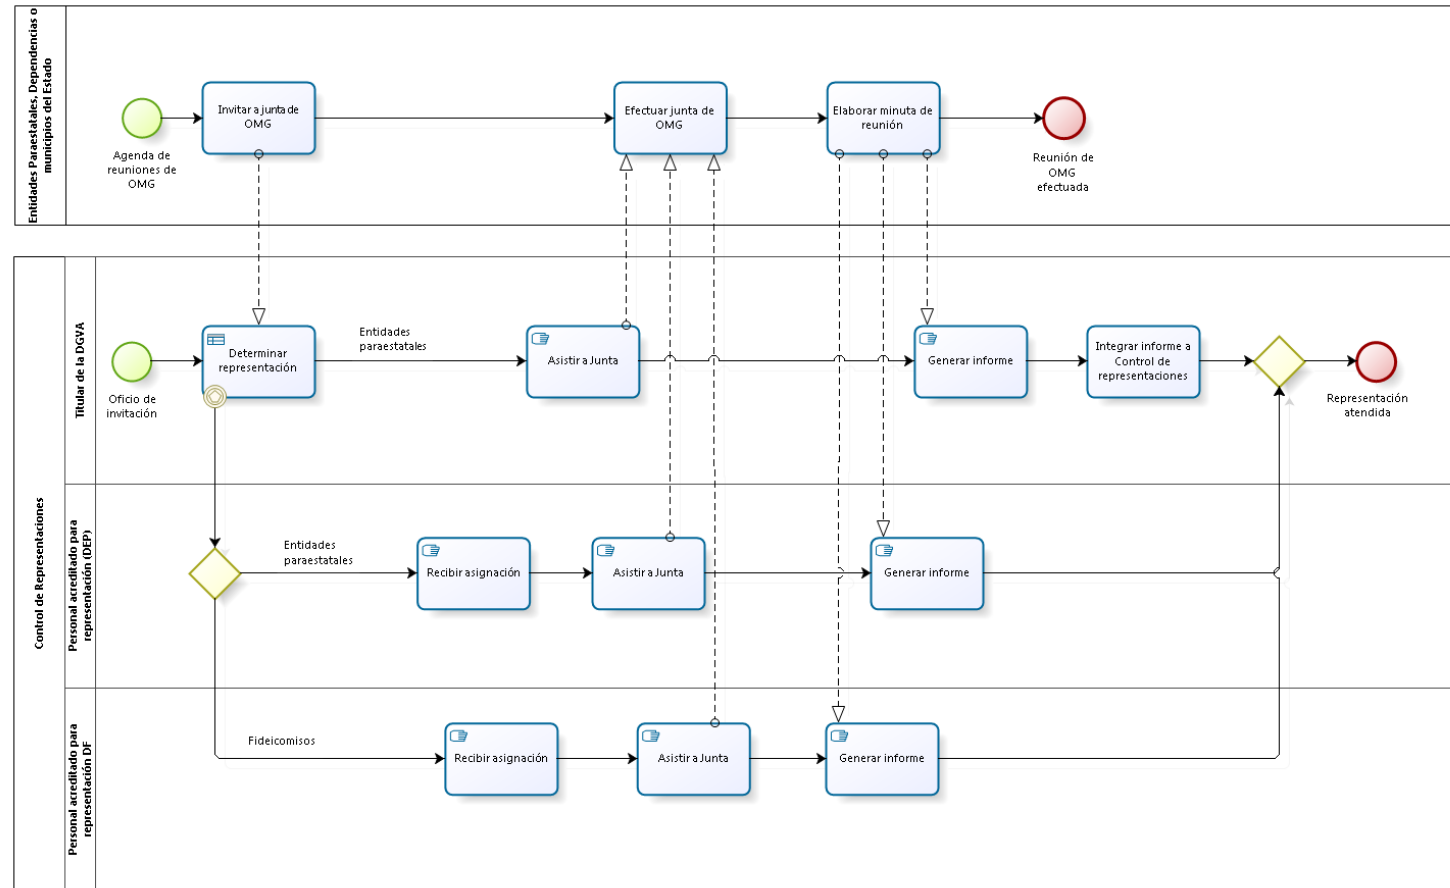 Entidades Paraestatales, Dependencias o
municipios del Estado
Invitar a junta de
OMG
Efectuar junta de
OMG
Elaborar minuta de
reunión
Agenda de
reuniones de
OMG
Reunión de
OMG
efectuada
Control de Representaciones
Titular de la DGVA
Oficio de
invitación
Determinar
representación
Entidades
paraestatales
Asistir a Junta
Generar informe
Integrar informe a
Control de
representaciones
Representación
atendida
Personal acreditado para
representación (DEP)
Entidades
paraestatales
Recibir asignación
Asistir a Junta
Generar informe
Personal acreditado para
representación DF
Fideicomisos
Recibir asignación
Asistir a Junta
Generar informe